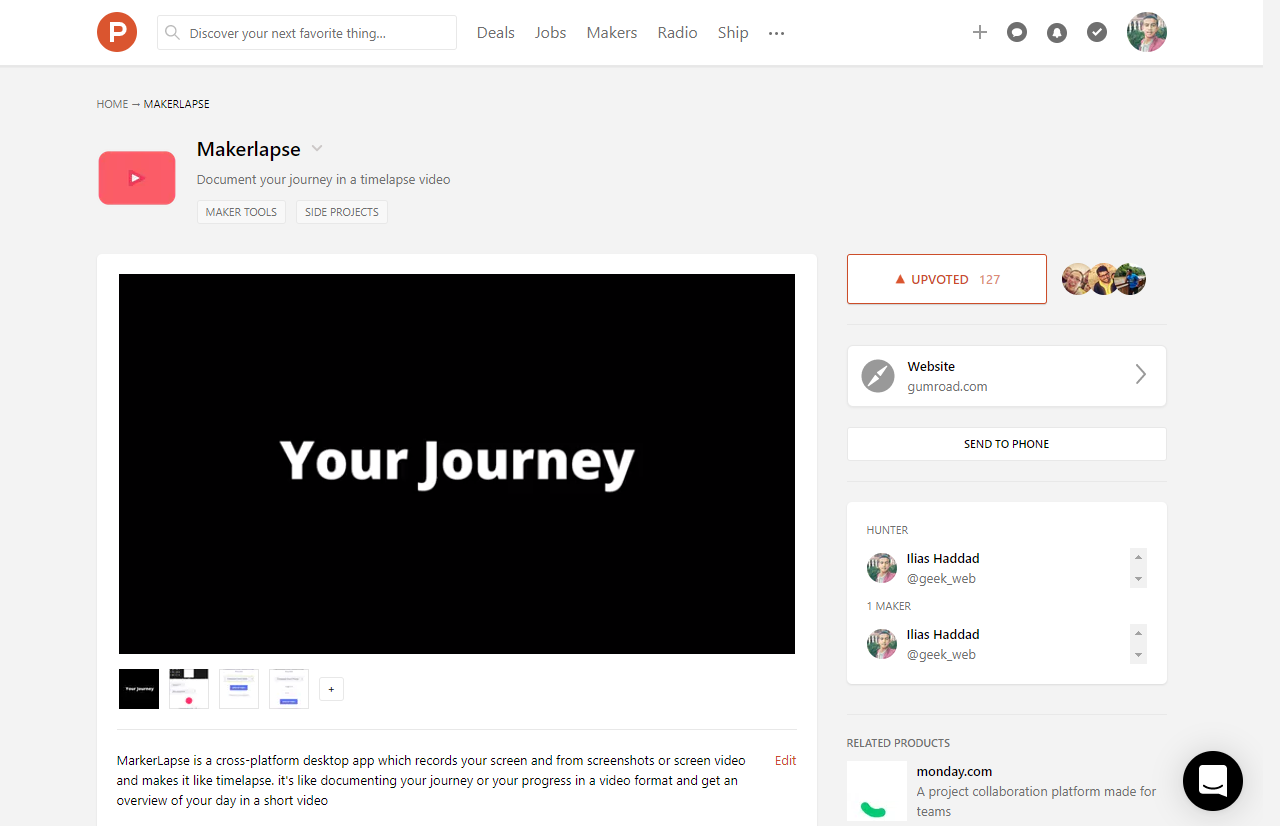 P
Discover your next favorite thing...
Deals
Jobs
Makers
Radio
Ship
HOME → MAKERLAPSE
Makerlapse
Document your journey in a timelapse video
MAKER TOOLS
SIDE PROJECTS
Your Journey
UPVOTED 127
Website
gumroad.com
SEND TO PHONE
HUNTER
Ilias Haddad
@geek_web
1 MAKER
Ilias Haddad
@geek_web
Your Journey
+
MarkerLapse is a cross-platform desktop app which records your screen and from screenshots or screen video
and makes it like timelapse. it's like documenting your journey or your progress in a video format and get an
overview of your day in a short video
Edit
RELATED PRODUCTS
monday.com
A project collaboration platform made for
teams